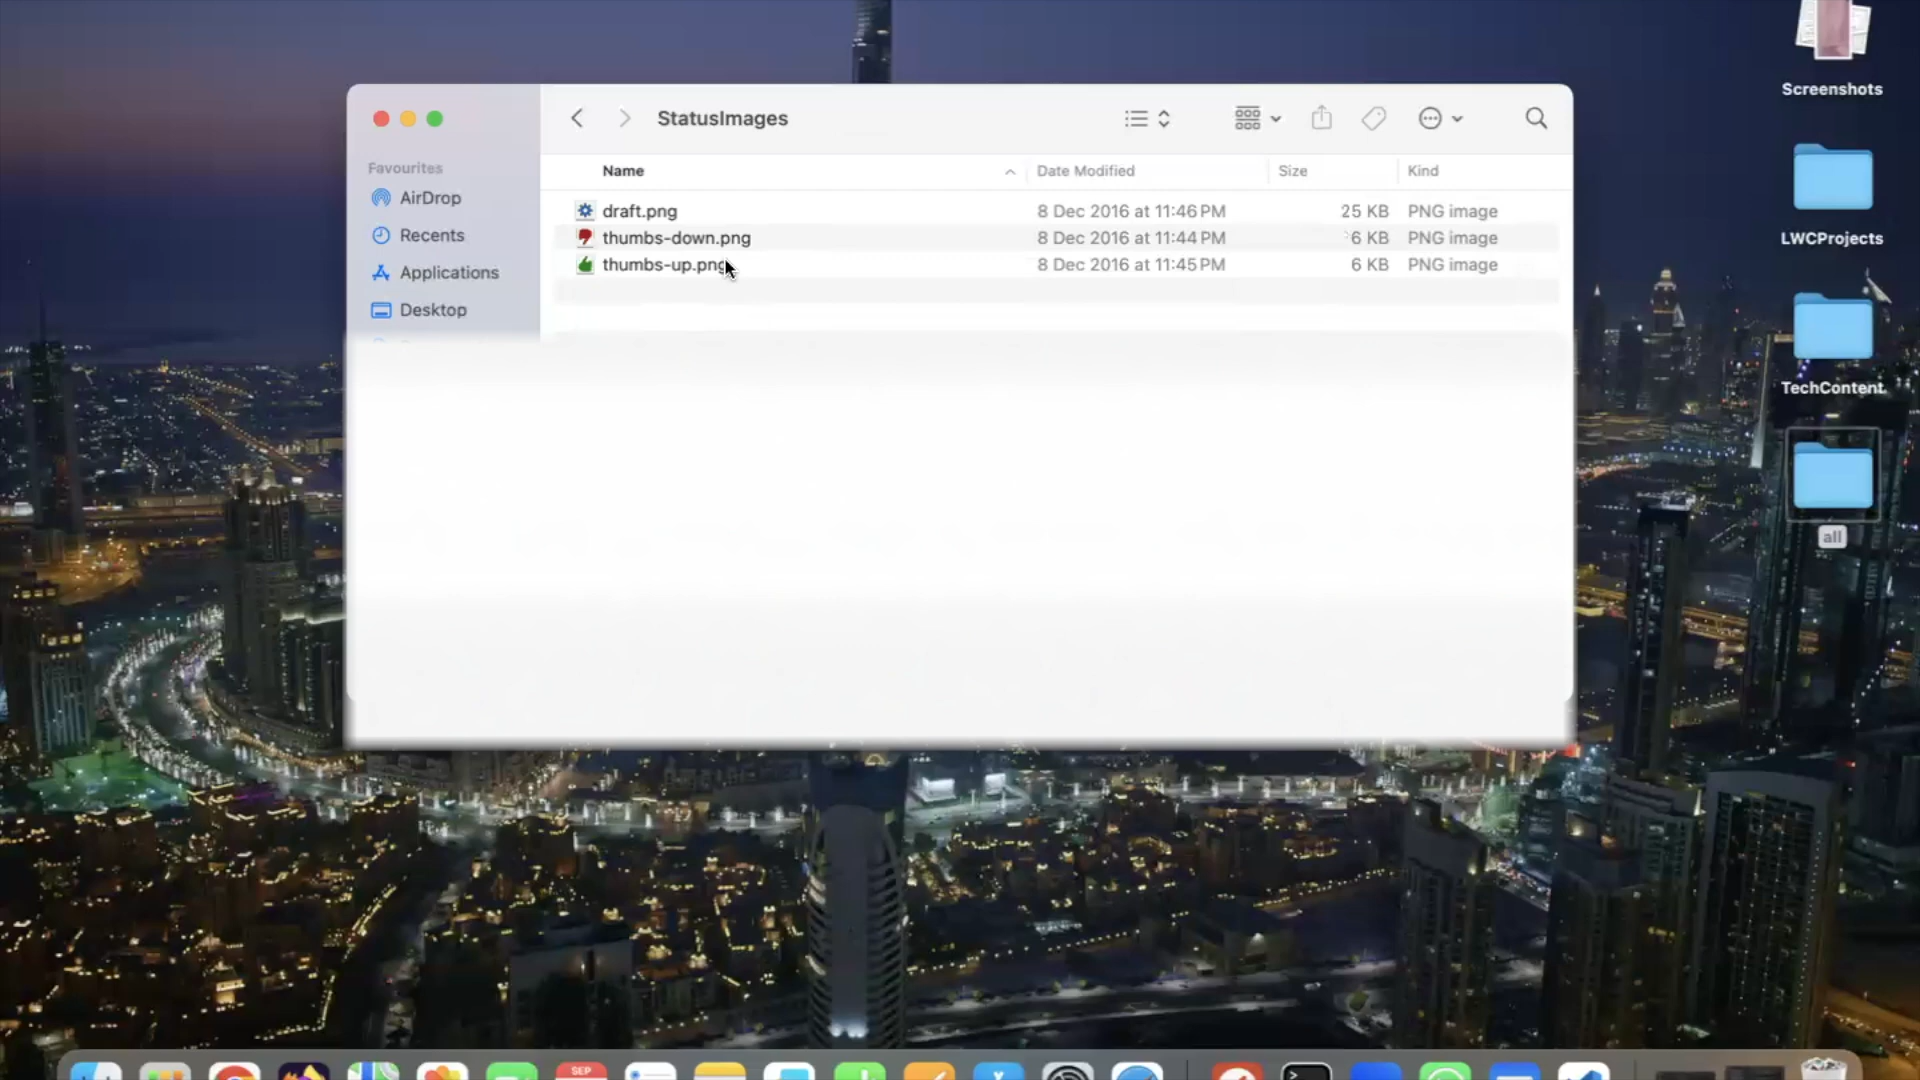 StatusImages
Screenshots
Favourites
Name Date Modified Size Kind
AirDrop
draft.png 8 Dec 2016 at 11:46 PM 25 KB PNG image
Recents
thumbs-down.png 8 Dec 2016 at 11:44 PM 6 KB PNG image
LWCProjects
thumbs-up.png 8 Dec 2016 at 11:45 PM 6 KB PNG image
Applications
Desktop
TechContent
all
SEP